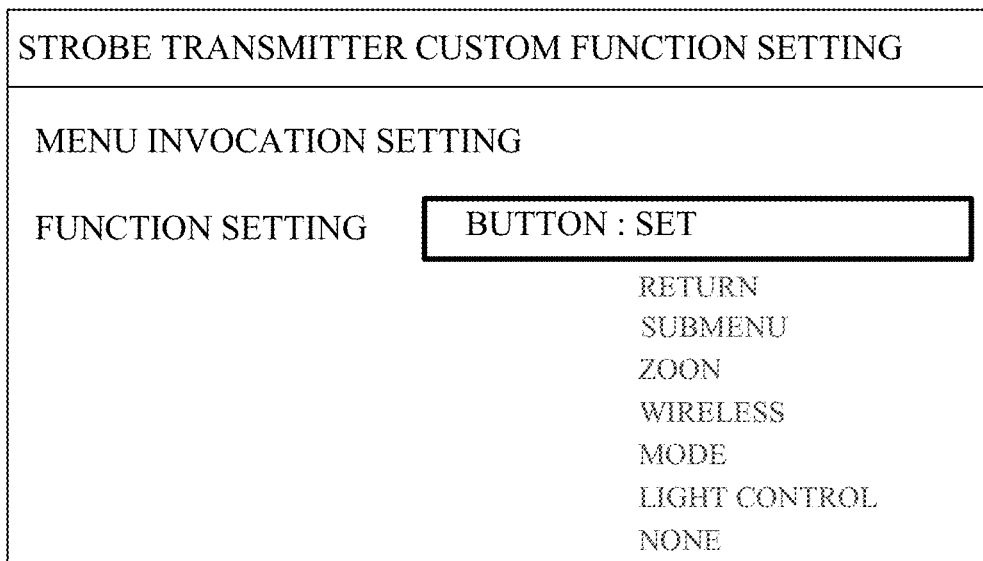 STROBE TRANSMITTER CUSTOM FUNCTION SETTING
MENU INVOCATION SETTING
FUNCTION SETTING BUTTON : SET
RETURN
SUBMENU
ZOON
WIRELESS
MODE
LIGHT CONTROL
NONE